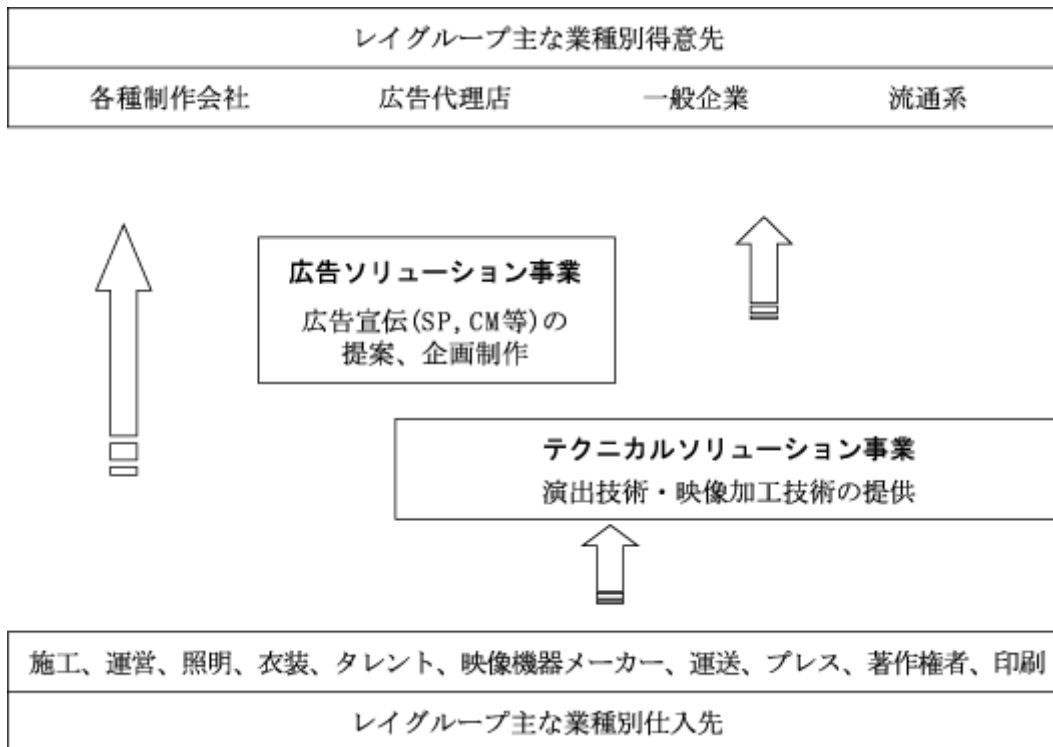 レイグループ主な業種別得意先
各種制作会社 広告代理店 一般企業 流通系
広告ソリューション事業
広告宣伝(SP,CM等)の
提案、企画制作
テクニカルソリューション事業
演出技術・映像加工技術の提供
施工、運営、照明、衣装、タレント、映像機器メーカー、運送、プレス、著作権者、印刷
レイグループ主な業種別仕入先